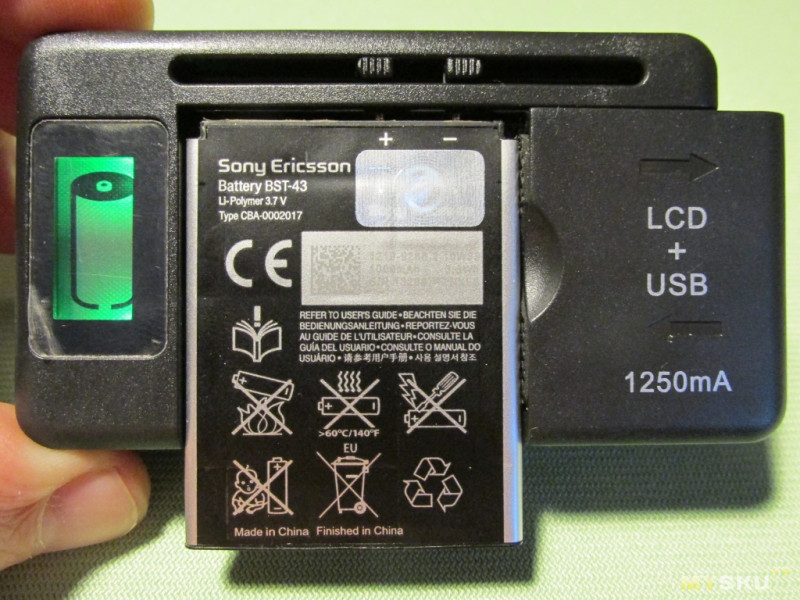 + −
Sony Ericsson
Battery BST-43
Li-Polymer 3.7 V
Type CBA-0002017
CE
REFER TO USER'S GUIDE • BEACHTEN SIE DIE
BEDIENUNGSANLEITUNG • REPORTEZ-VOUS
AU GUIDE DE L'UTILISATEUR • CONSULTE LA
GUÍA DEL USUARIO • CONSULTE O MANUAL DO
USUÁRIO • 请参考用户手册 • 사용 설명서 참조
>60°C/140°F
EU
Made in China Finished in China
LCD
+
USB
1250mA
MYSKU